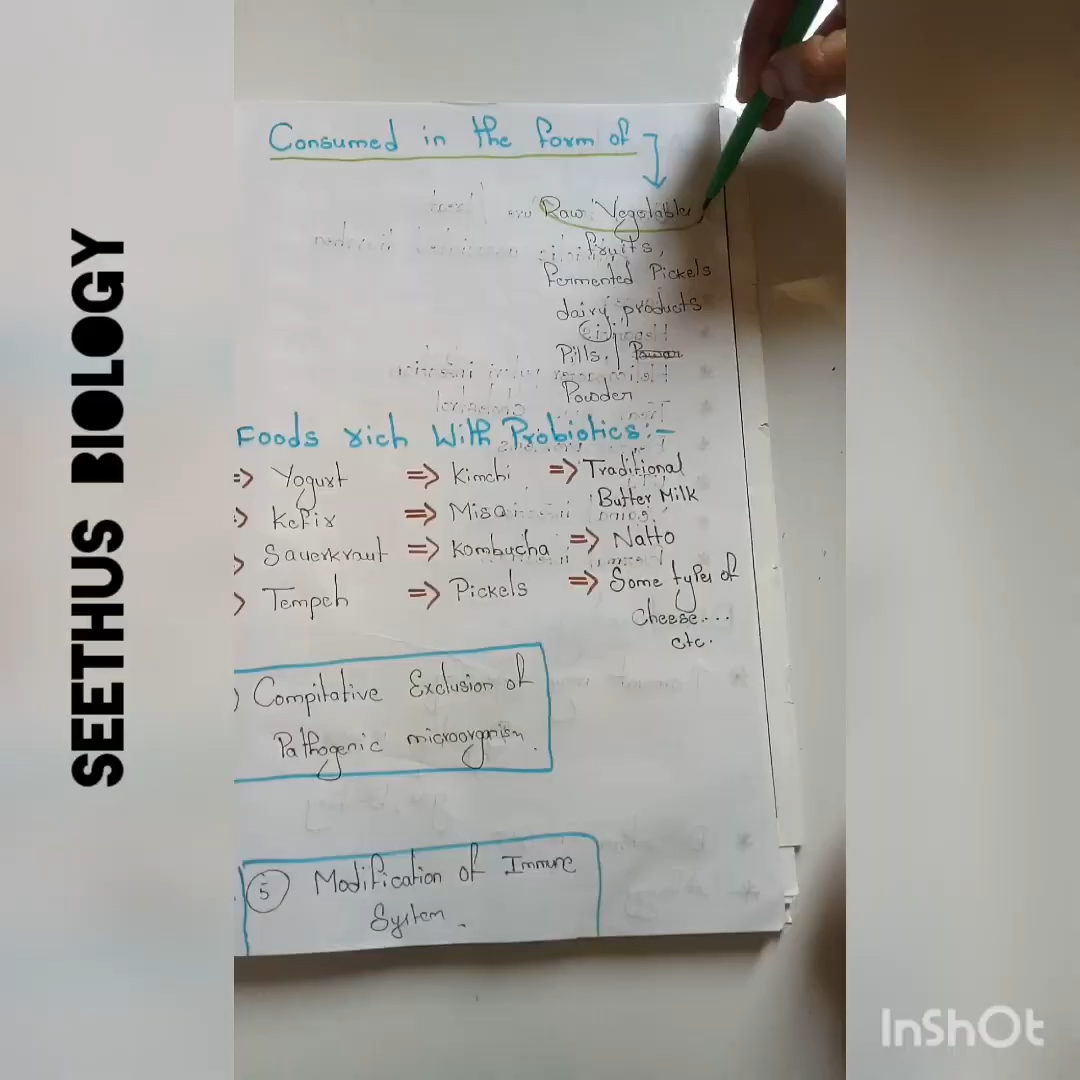 SEETHUS BIOLOGY
Consumed in the form of
Raw Vegetables,
fruits,
Fermented Pickels
dairy products
Pills.
Powder
Foods rich With Probiotics:-
=> Yogurt => Kimchi => Traditional
Butter Milk
Kefir => Miso
Sauerkraut => Kombucha => Natto
Tempeh => Pickels => Some types of
cheese....
etc.
) Compitative Exclusion of
Pathogenic microorganism.
5 Modification of Immune
System.
InShOt